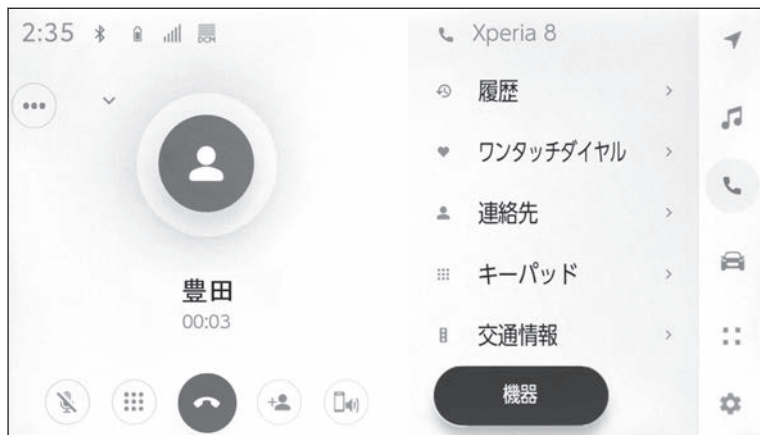 2:35
DCM
豊田
00:03
Xperia 8
履歴
ワンタッチダイヤル
連絡先
キーパッド
交通情報
機器